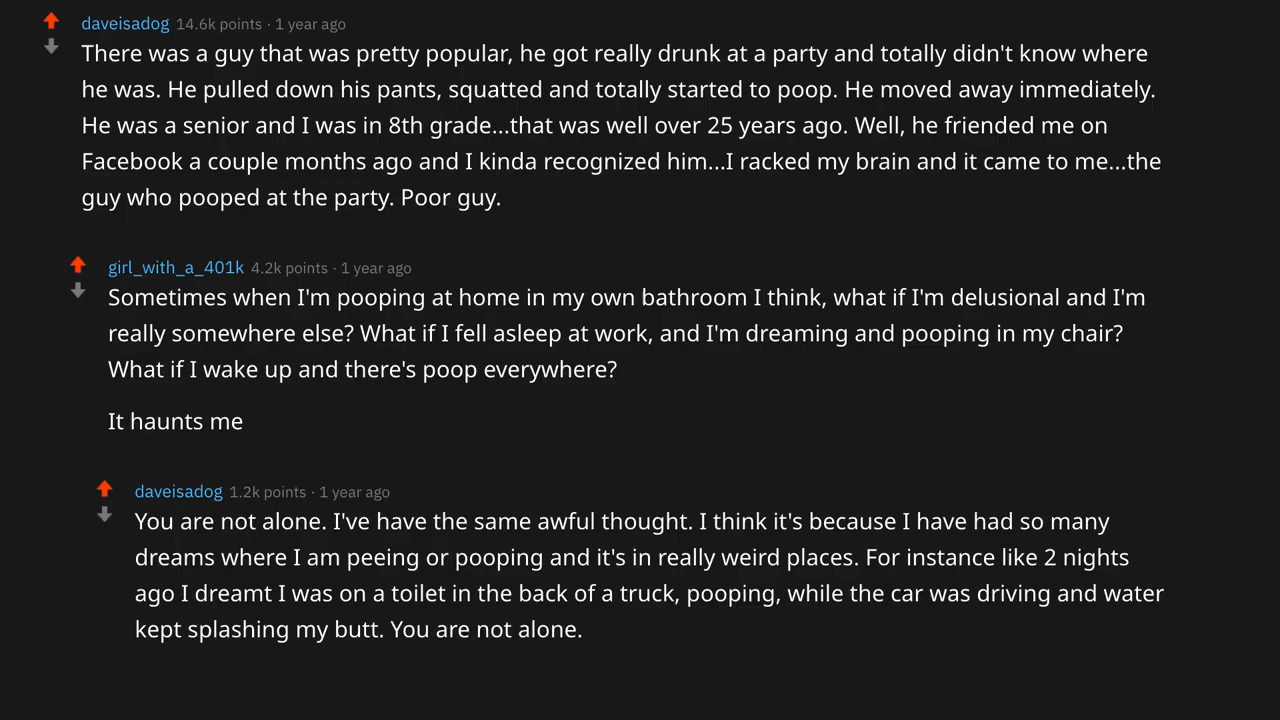 daveisadog 14.6k points · 1 year ago
There was a guy that was pretty popular, he got really drunk at a party and totally didn't know where
he was. He pulled down his pants, squatted and totally started to poop. He moved away immediately.
He was a senior and I was in 8th grade...that was well over 25 years ago. Well, he friended me on
Facebook a couple months ago and I kinda recognized him...I racked my brain and it came to me...the
guy who pooped at the party. Poor guy.
girl_with_a_401k 4.2k points · 1 year ago
Sometimes when I'm pooping at home in my own bathroom I think, what if I'm delusional and I'm
really somewhere else? What if I fell asleep at work, and I'm dreaming and pooping in my chair?
What if I wake up and there's poop everywhere?
It haunts me
daveisadog 1.2k points · 1 year ago
You are not alone. I've have the same awful thought. I think it's because I have had so many
dreams where I am peeing or pooping and it's in really weird places. For instance like 2 nights
ago I dreamt I was on a toilet in the back of a truck, pooping, while the car was driving and water
kept splashing my butt. You are not alone.